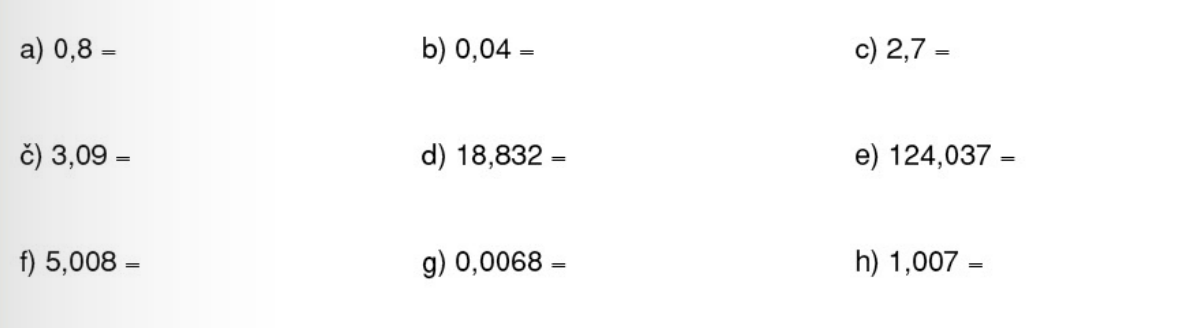 a) 0,8 = b) 0,04 = c) 2,7 =
č) 3,09 = d) 18,832 = e) 124,037 =
f) 5,008 = g) 0,0068 = h) 1,007 =